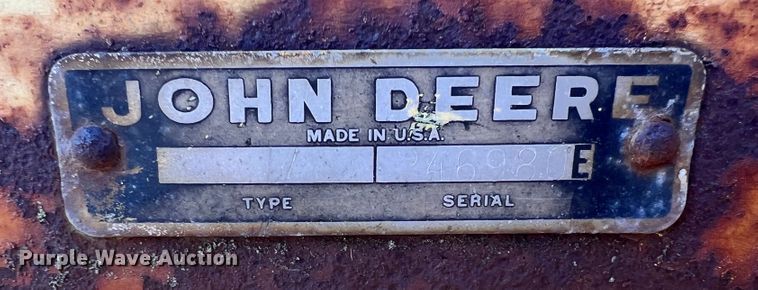 JOHN DEERE
MADE IN U.S.A.
E
TYPE SERIAL
Purple Wave Auction